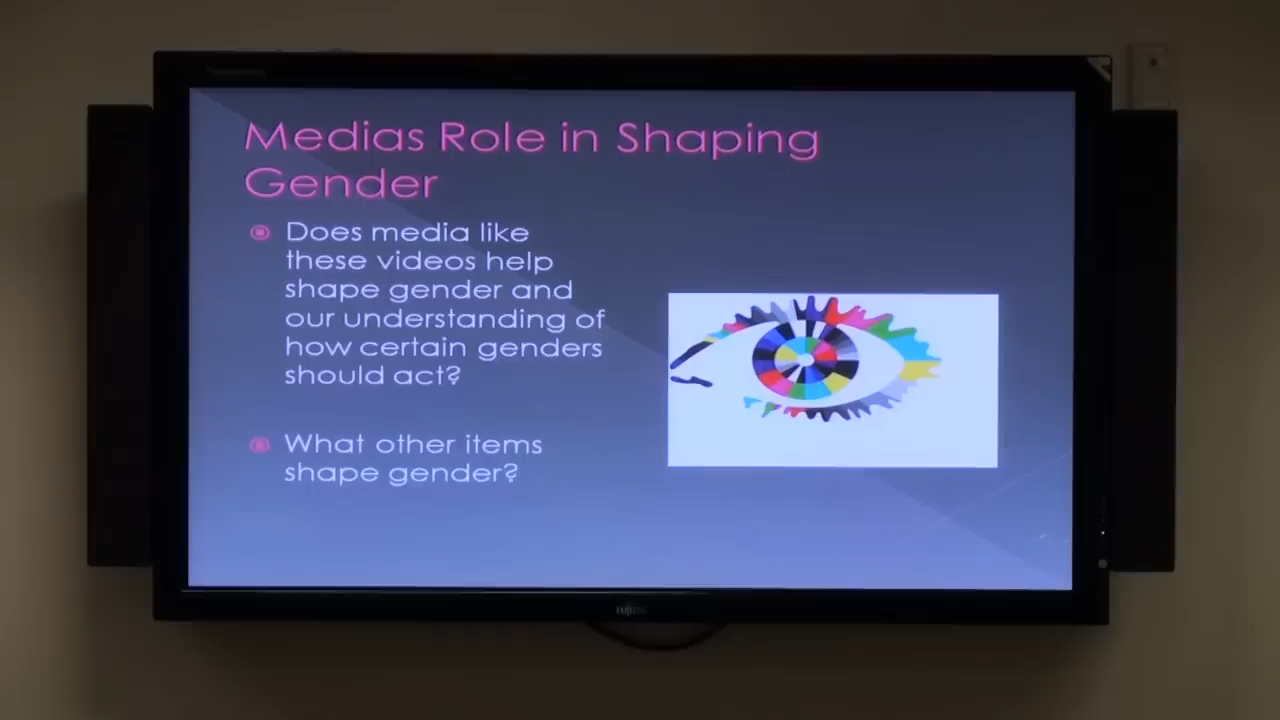 Medias Role in Shaping
Gender
Does media like
these videos help
shape gender and
our understanding of
how certain genders
should act?
What other items
shape gender?
FUJITSU